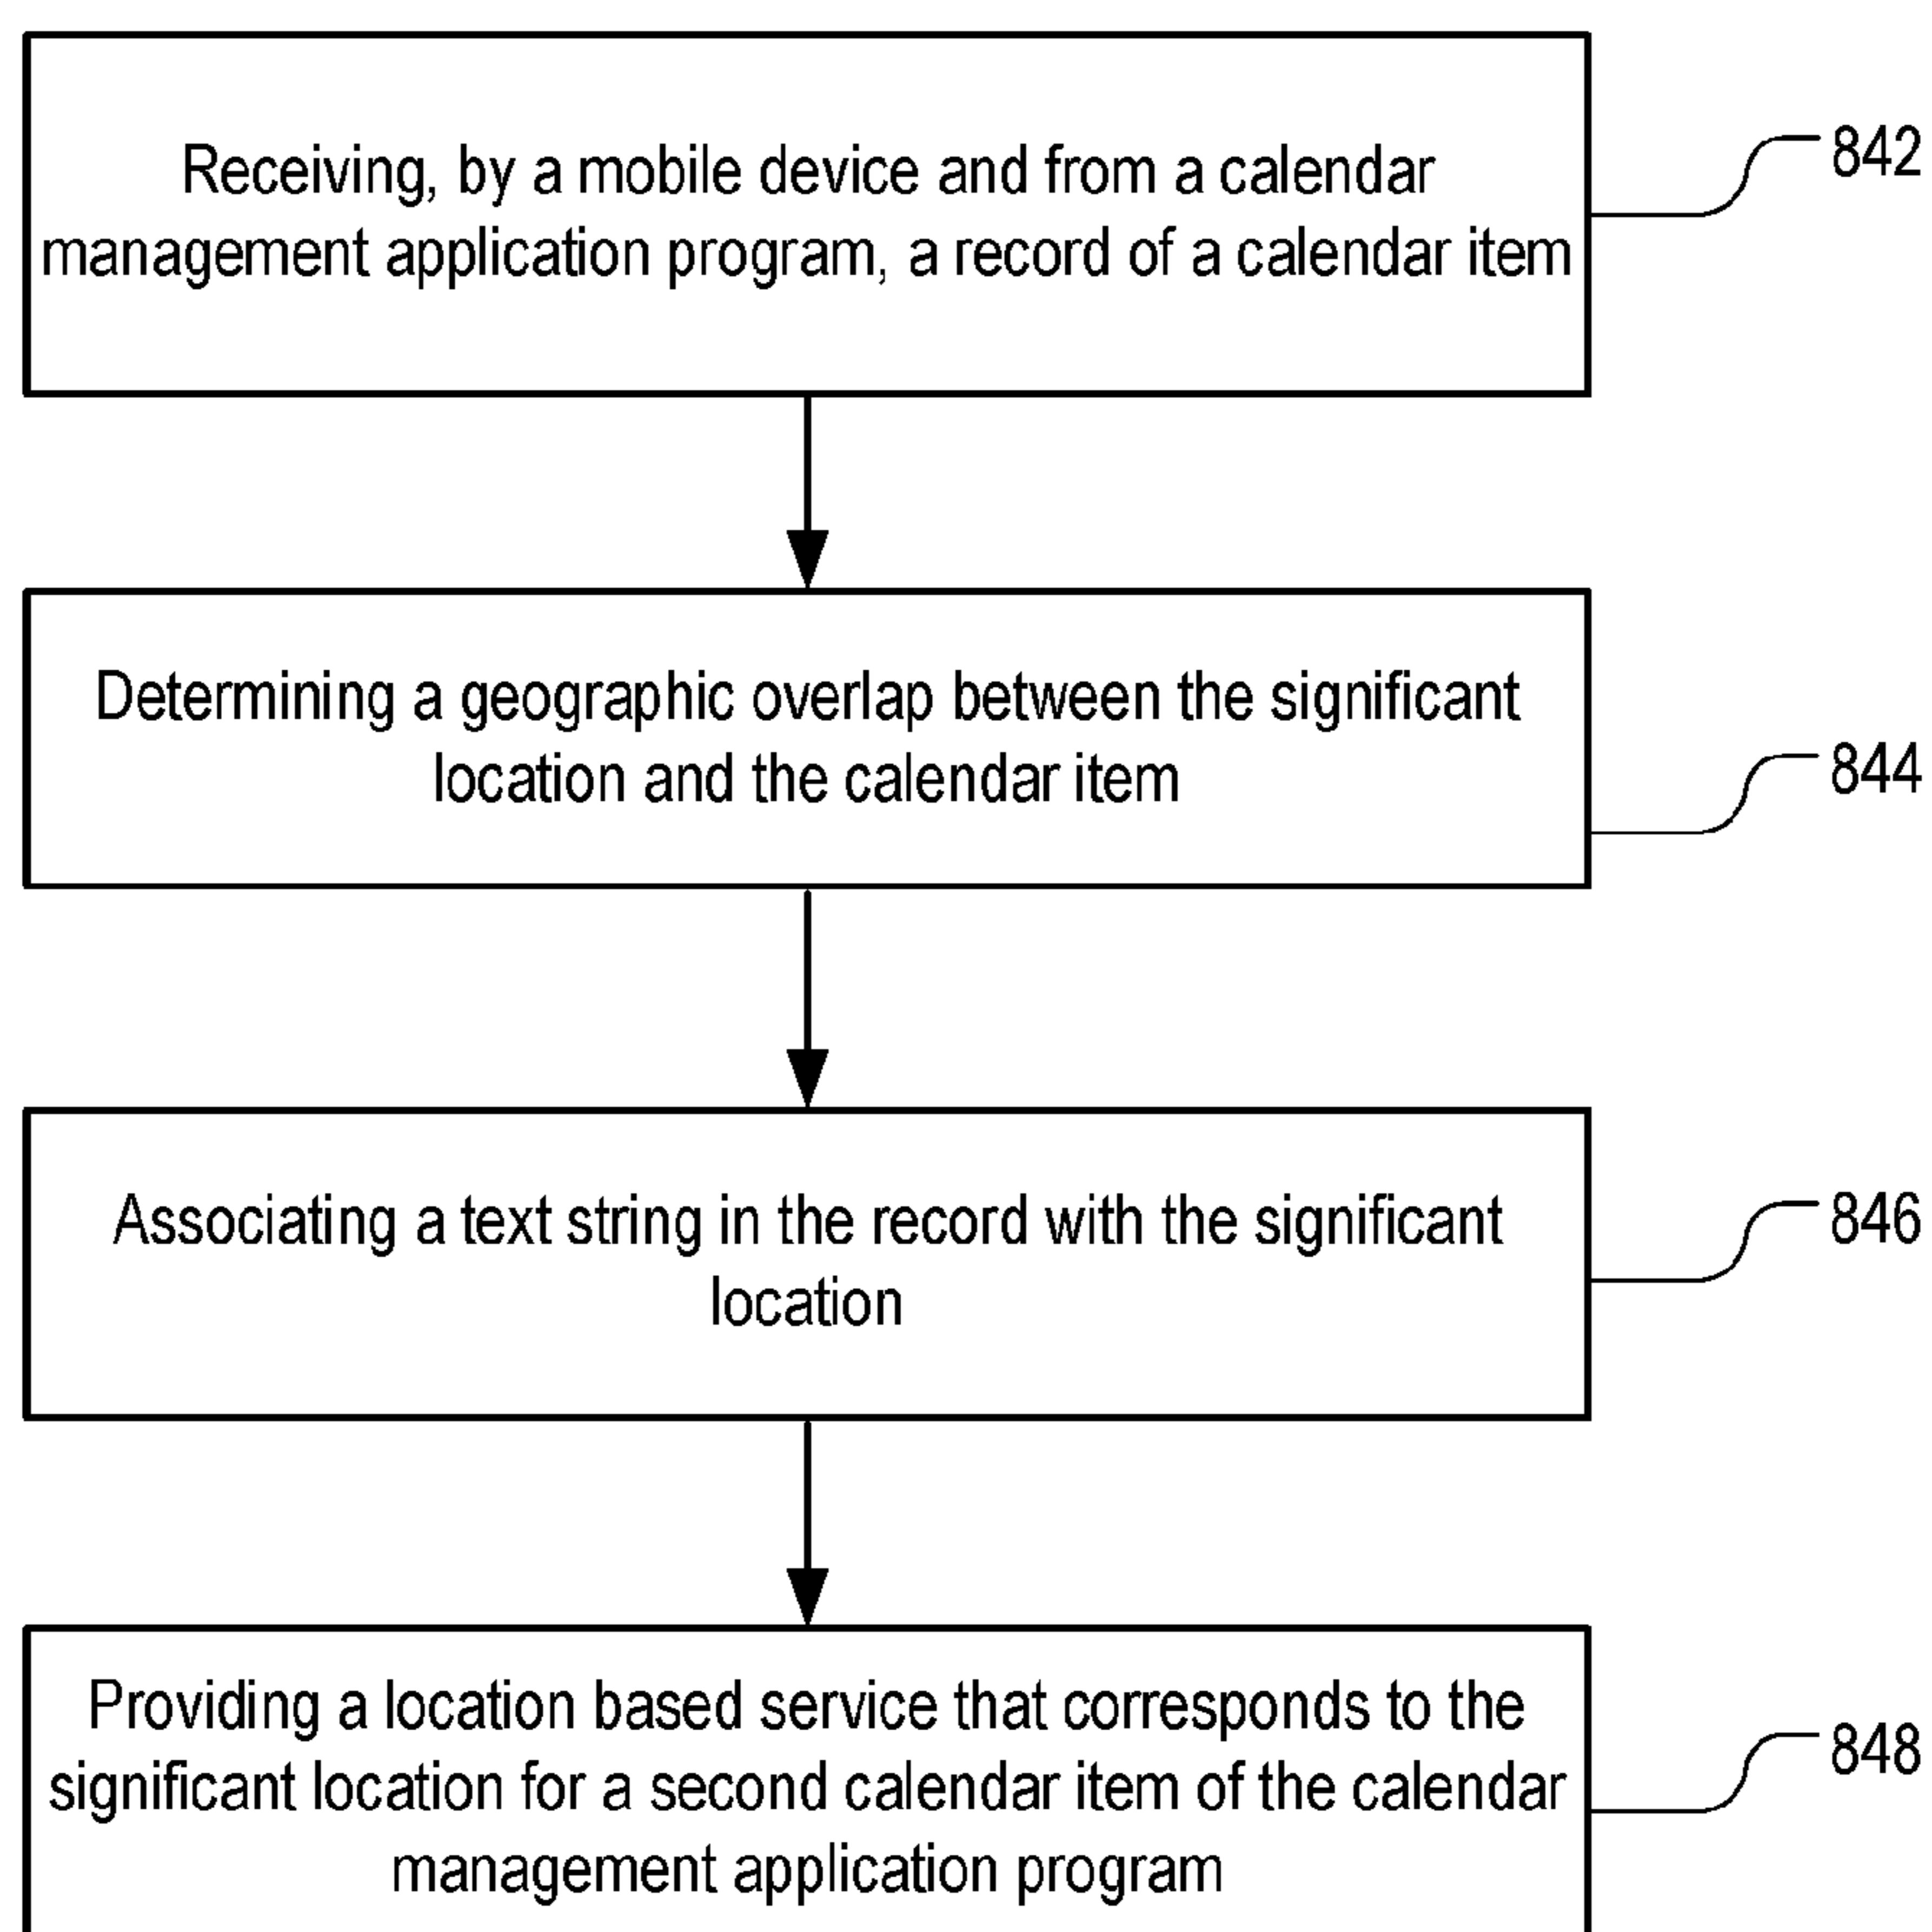 Receiving, by a mobile device and from a calendar
management application program, a record of a calendar item
842
Determining a geographic overlap between the significant
location and the calendar item
844
Associating a text string in the record with the significant
location
846
Providing a location based service that corresponds to the
significant location for a second calendar item of the calendar
management application program
848